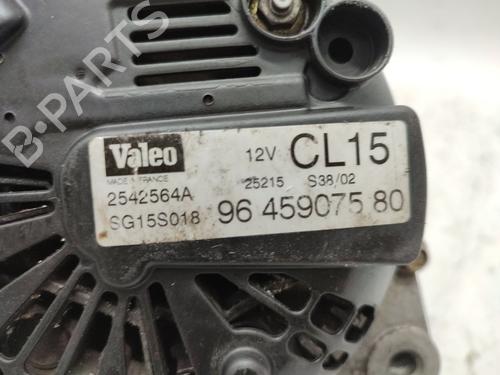 B-PARTS
Valeo 12V CL15
MADE IN FRANCE 25215 S38/02
2542564A
SG15S018 96 459075 80